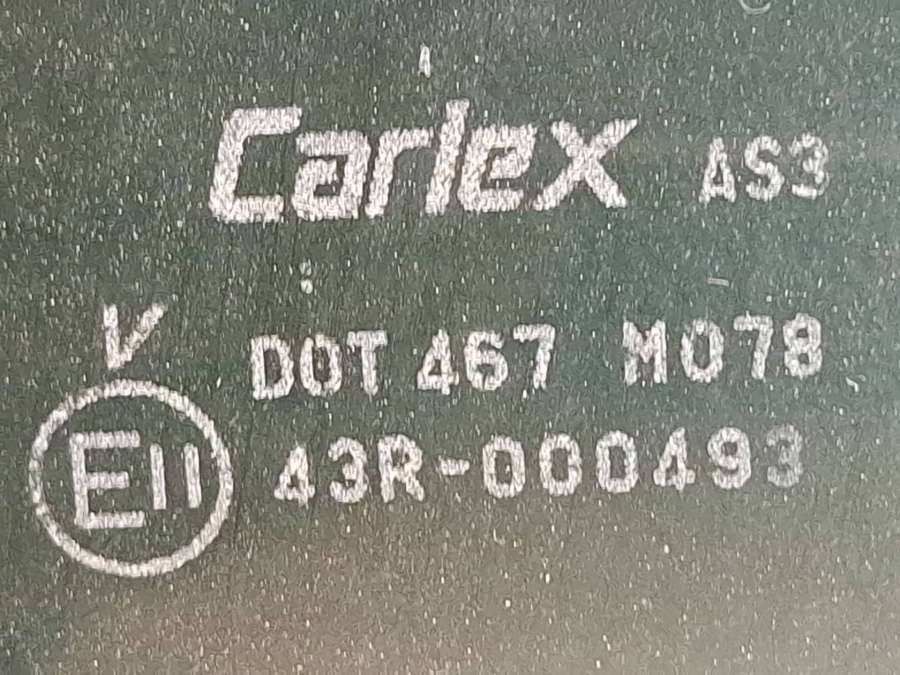 Carlex AS3
V DOT 467 M078
E11 43R-000493